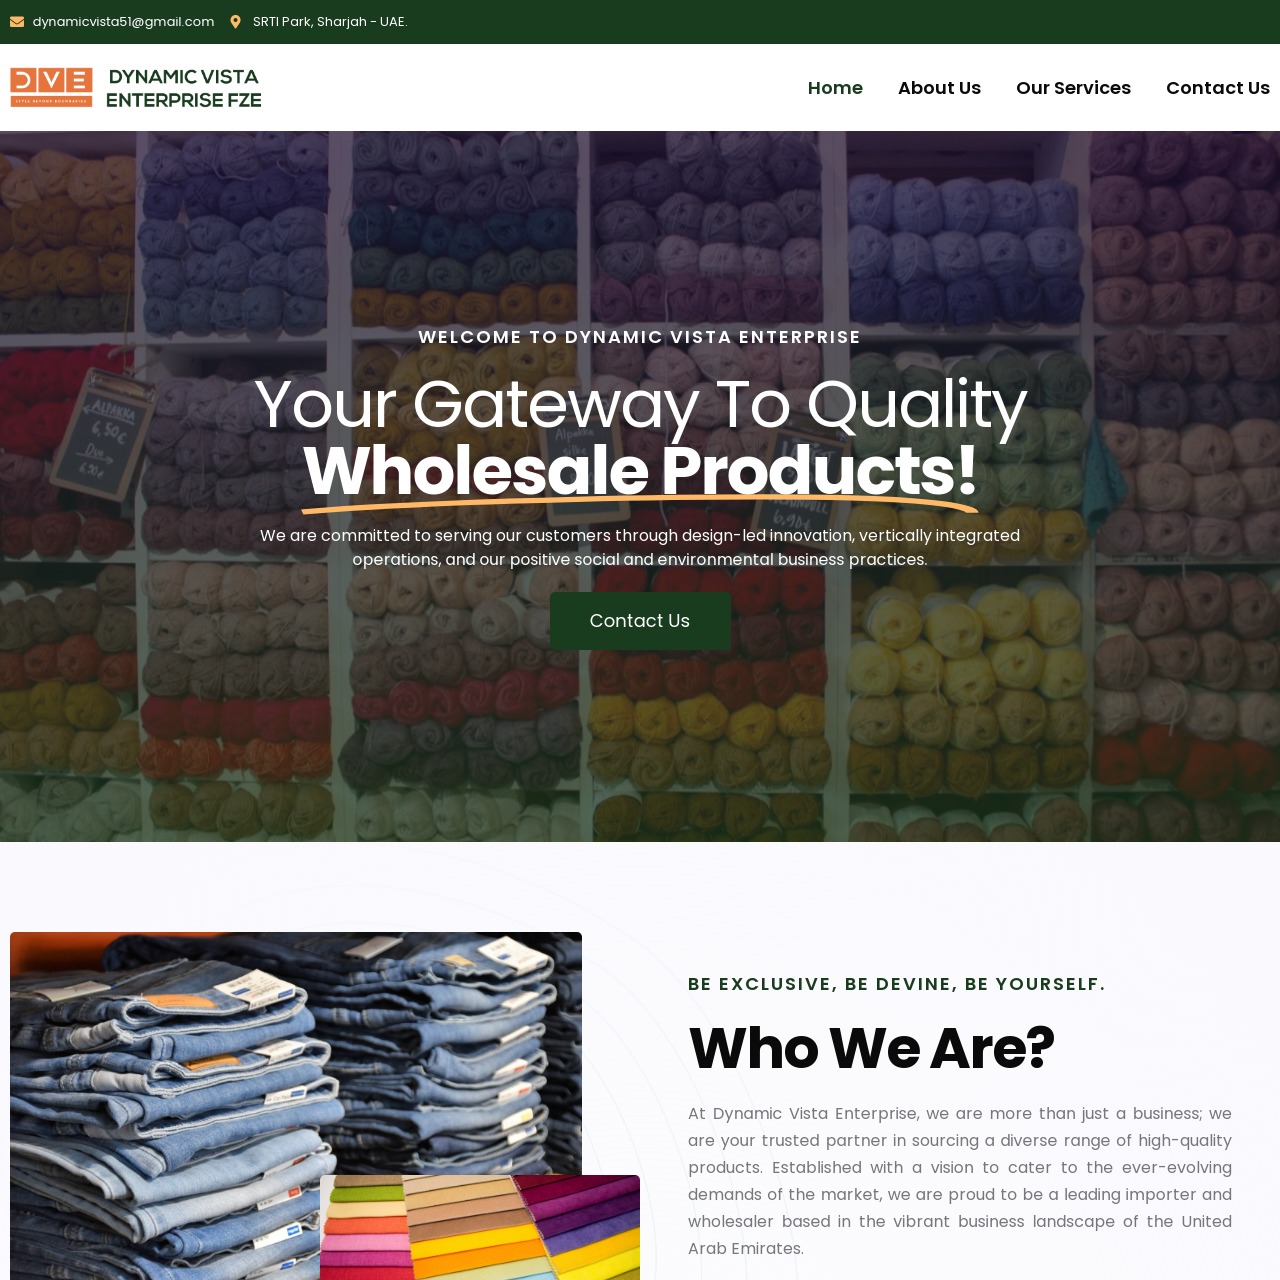 dynamicvista51@gmail.com SRTI Park, Sharjah - UAE.
DVE
STYLE BEYOND BOUNDARIES
DYNAMIC VISTA
ENTERPRISE FZE
Home About Us Our Services Contact Us
WELCOME TO DYNAMIC VISTA ENTERPRISE
Your Gateway To Quality
Wholesale Products!
We are committed to serving our customers through design-led innovation, vertically integrated
operations, and our positive social and environmental business practices.
Contact Us
ALPAKKA
6,50€
BE EXCLUSIVE, BE DEVINE, BE YOURSELF.
Who We Are?
At Dynamic Vista Enterprise, we are more than just a business; we
are your trusted partner in sourcing a diverse range of high-quality
products. Established with a vision to cater to the ever-evolving
demands of the market, we are proud to be a leading importer and
wholesaler based in the vibrant business landscape of the United
Arab Emirates.